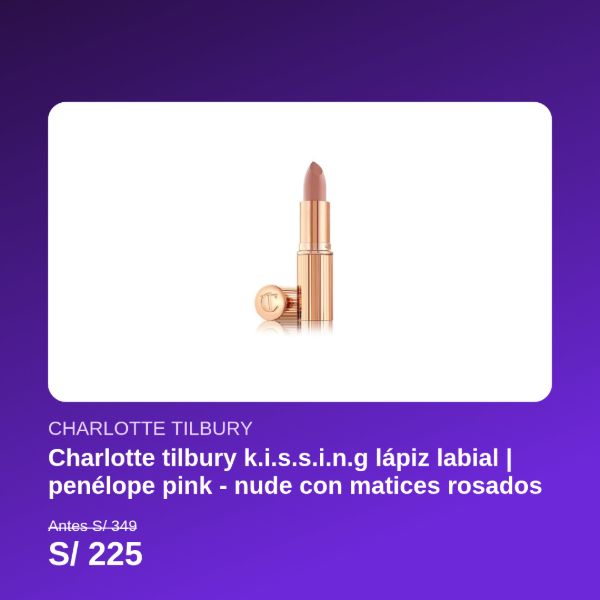 CHARLOTTE TILBURY
Charlotte tilbury k.i.s.s.i.n.g lápiz labial |
penélope pink - nude con matices rosados
Antes S/ 349
S/ 225